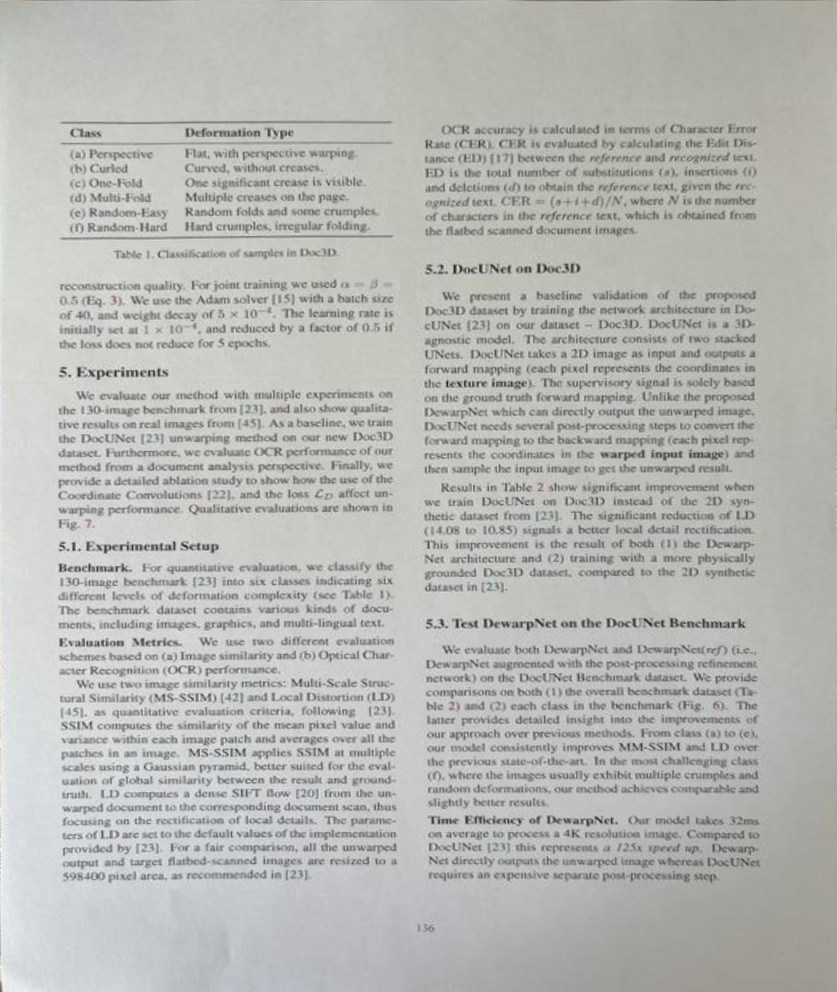 Class Deformation Type
(a) Perspective Flat, with perspective warping.
(b) Curled Curved, without creases.
(c) One-Fold One significant crease is visible.
(d) Multi-Fold Multiple creases on the page.
(e) Random-Easy Random folds and some crumples.
(f) Random-Hard Hard crumples, irregular folding.
Table 1. Classification of samples in Doc3D.
reconstruction quality. For joint training we used α = β =
0.5 (Eq. 3). We use the Adam solver [15] with a batch size
of 40, and weight decay of 5 × 10⁻⁴. The learning rate is
initially set at 1 × 10⁻⁴, and reduced by a factor of 0.5 if
the loss does not reduce for 5 epochs.
5. Experiments
We evaluate our method with multiple experiments on
the 130-image benchmark from [23], and also show qualita-
tive results on real images from [45]. As a baseline, we train
the DocUNet [23] unwarping method on our new Doc3D
dataset. Furthermore, we evaluate OCR performance of our
method from a document analysis perspective. Finally, we
provide a detailed ablation study to show how the use of the
Coordinate Convolutions [22], and the loss L_D affect un-
warping performance. Qualitative evaluations are shown in
Fig. 7.
5.1. Experimental Setup
Benchmark. For quantitative evaluation, we classify the
130-image benchmark [23] into six classes indicating six
different levels of deformation complexity (see Table 1).
The benchmark dataset contains various kinds of docu-
ments, including images, graphics, and multi-lingual text.
Evaluation Metrics. We use two different evaluation
schemes based on (a) Image similarity and (b) Optical Char-
acter Recognition (OCR) performance.
We use two image similarity metrics: Multi-Scale Struc-
tural Similarity (MS-SSIM) [42] and Local Distortion (LD)
[45], as quantitative evaluation criteria, following [23].
SSIM computes the similarity of the mean pixel value and
variance within each image patch and averages over all the
patches in an image. MS-SSIM applies SSIM at multiple
scales using a Gaussian pyramid, better suited for the eval-
uation of global similarity between the result and ground-
truth. LD computes a dense SIFT flow [20] from the un-
warped document to the corresponding document scan, thus
focusing on the rectification of local details. The parame-
ters of LD are set to the default values of the implementation
provided by [23]. For a fair comparison, all the unwarped
output and target flatbed-scanned images are resized to a
598400 pixel area, as recommended in [23].
OCR accuracy is calculated in terms of Character Error
Rate (CER). CER is evaluated by calculating the Edit Dis-
tance (ED) [17] between the reference and recognized text.
ED is the total number of substitutions (s), insertions (i)
and deletions (d) to obtain the reference text, given the rec-
ognized text. CER = (s+i+d)/N, where N is the number
of characters in the reference text, which is obtained from
the flatbed scanned document images.
5.2. DocUNet on Doc3D
We present a baseline validation of the proposed
Doc3D dataset by training the network architecture in Do-
cUNet [23] on our dataset – Doc3D. DocUNet is a 3D-
agnostic model. The architecture consists of two stacked
UNets. DocUNet takes a 2D image as input and outputs a
forward mapping (each pixel represents the coordinates in
the texture image). The supervisory signal is solely based
on the ground truth forward mapping. Unlike the proposed
DewarpNet which can directly output the unwarped image,
DocUNet needs several post-processing steps to convert the
forward mapping to the backward mapping (each pixel rep-
resents the coordinates in the warped input image) and
then sample the input image to get the unwarped result.
Results in Table 2 show significant improvement when
we train DocUNet on Doc3D instead of the 2D syn-
thetic dataset from [23]. The significant reduction of LD
(14.08 to 10.85) signals a better local detail rectification.
This improvement is the result of both (1) the Dewarp-
Net architecture and (2) training with a more physically
grounded Doc3D dataset, compared to the 2D synthetic
dataset in [23].
5.3. Test DewarpNet on the DocUNet Benchmark
We evaluate both DewarpNet and DewarpNet(ref) (i.e.,
DewarpNet augmented with the post-processing refinement
network) on the DocUNet Benchmark dataset. We provide
comparisons on both (1) the overall benchmark dataset (Ta-
ble 2) and (2) each class in the benchmark (Fig. 6). The
latter provides detailed insight into the improvements of
our approach over previous methods. From class (a) to (e),
our model consistently improves MM-SSIM and LD over
the previous state-of-the-art. In the most challenging class
(f), where the images usually exhibit multiple crumples and
random deformations, our method achieves comparable and
slightly better results.
Time Efficiency of DewarpNet. Our model takes 32ms
on average to process a 4K resolution image. Compared to
DocUNet [23] this represents a 125x speed up. Dewarp-
Net directly outputs the unwarped image whereas DocUNet
requires an expensive separate post-processing step.
136